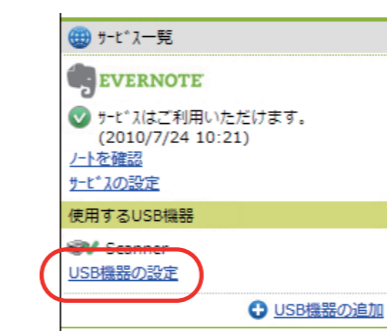 サービス一覧
EVERNOTE
サービスはご利用いただけます。
(2010/7/24 10:21)
ノートを確認
サービスの設定
使用するUSB機器
Scanner
USB機器の設定
USB機器の追加